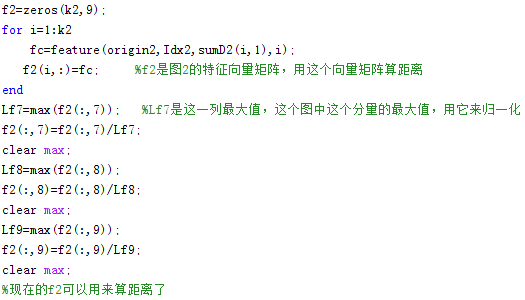 f2=zeros(k2,9);
for i=1:k2
fc=feature(origin2,Idx2,sumD2(i,1),i);
f2(i,:)=fc; %f2是图2的特征向量矩阵，用这个向量矩阵算距离
end
Lf7=max(f2(:,7)); %Lf7是这一列最大值，这个图中这个分量的最大值，用它来归一化
f2(:,7)=f2(:,7)/Lf7;
clear max;
Lf8=max(f2(:,8));
f2(:,8)=f2(:,8)/Lf8;
clear max;
Lf9=max(f2(:,9));
f2(:,9)=f2(:,9)/Lf9;
clear max;
%现在的f2可以用来算距离了